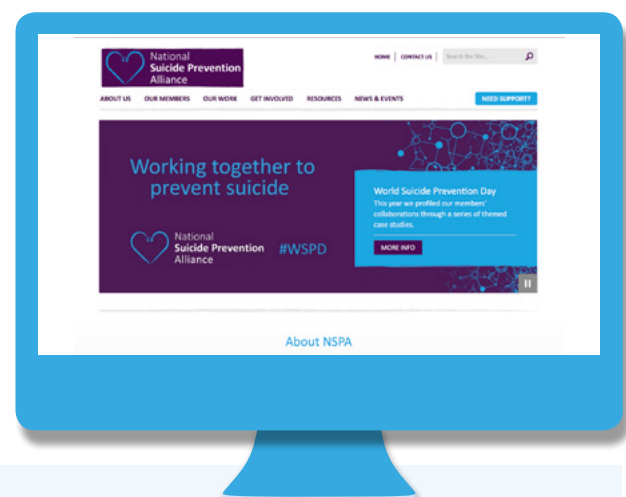 National
Suicide Prevention
Alliance
HOME | CONTACT US |
Search the Site...
ABOUT US OUR MEMBERS OUR WORK GET INVOLVED RESOURCES NEWS & EVENTS NEED SUPPORT?
Working together to
prevent suicide
National
Suicide Prevention
Alliance
#WSPD
World Suicide Prevention Day
This year we profiled our members'
collaborations through a series of themed
case studies.
MORE INFO
About NSPA